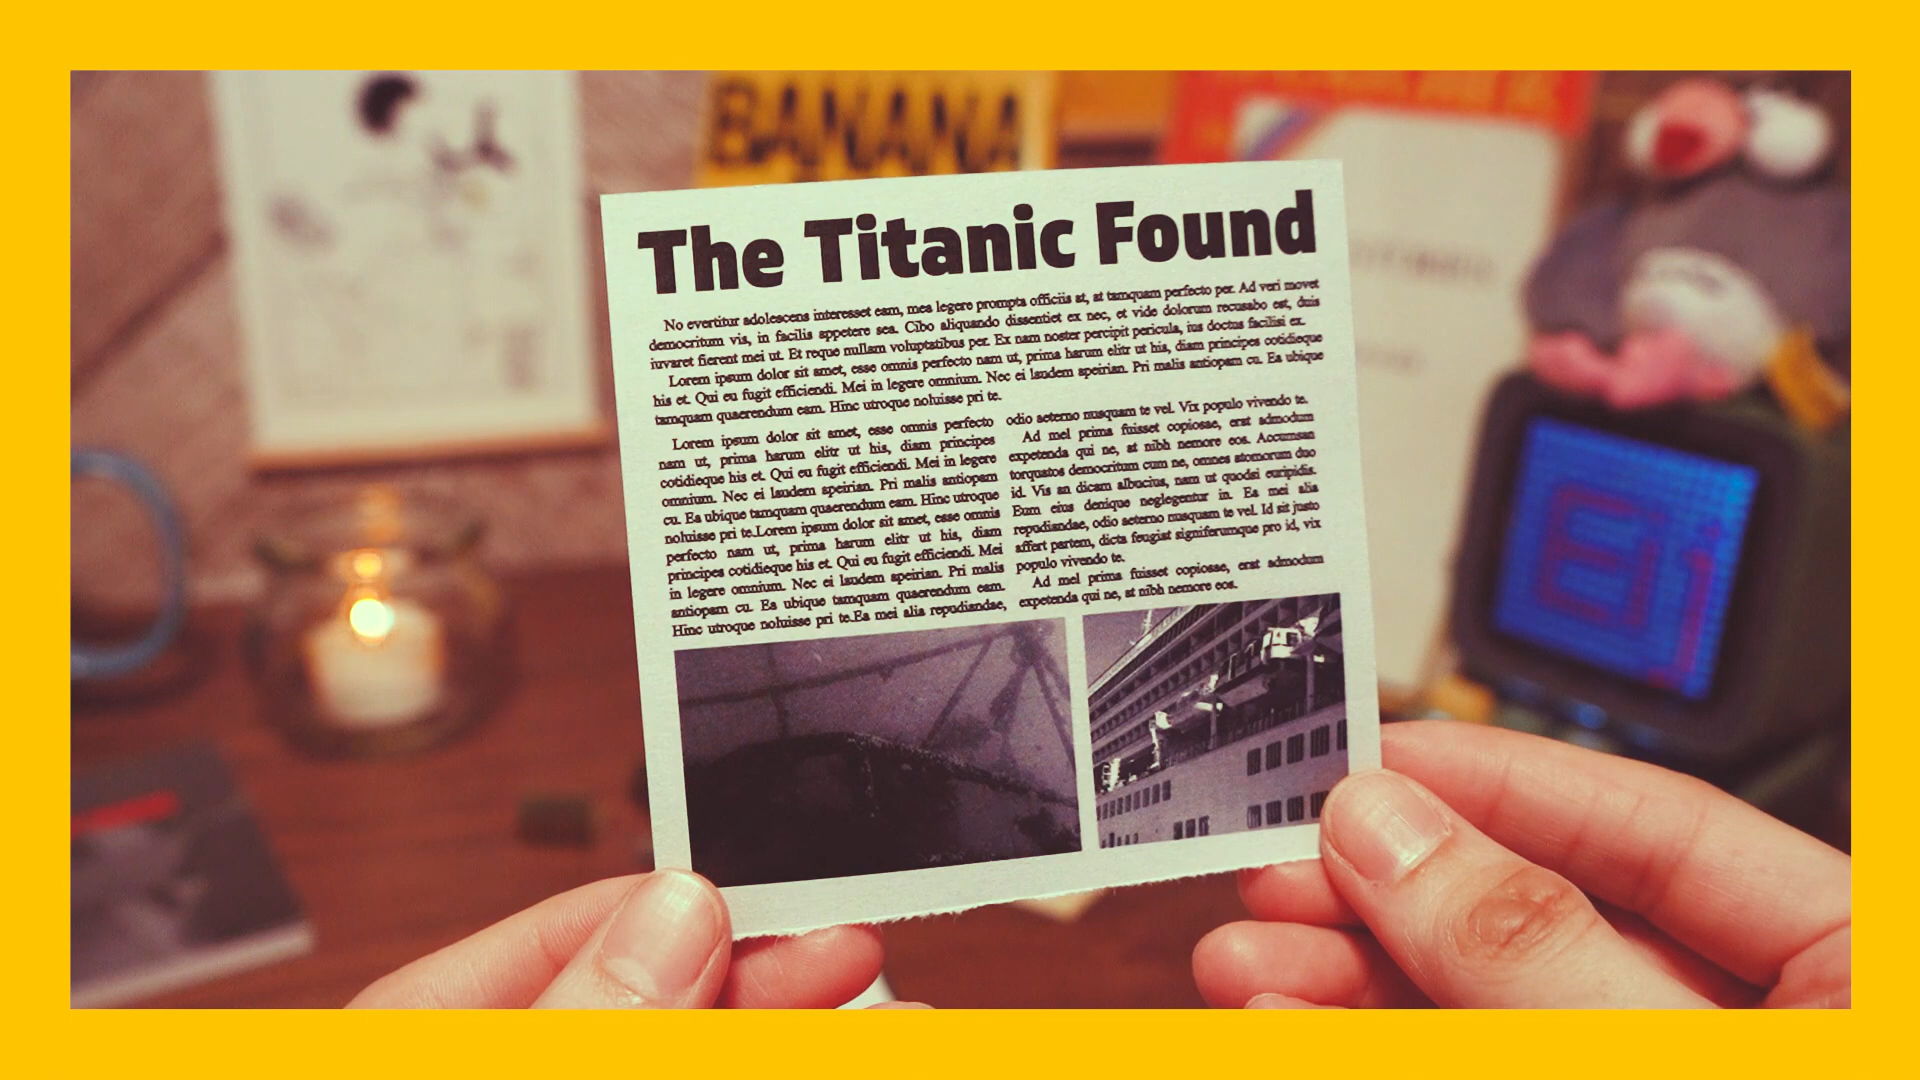 BANANA
The Titanic Found
No evertitur adolescens interesset eam, mea legere prompta officiis at, at tamquam perfecto per. Ad veri movet
democritum vis, in facilis appetere sea. Cibo aliquando dissentiet ex nec, et vide dolorum recusabo est, duis
iuvaret fierent mei ut. Et reque nullam voluptatibus per. Ex nam noster percipit pericula, ius doctus facilisi ex.
Lorem ipsum dolor sit amet, esse omnis perfecto nam ut, prima harum elitr ut his, diam principes cotidieque
his et. Qui eu fugit efficiendi. Mei in legere omnium. Nec ei laudem speirian. Pri malis antiopam cu. Ea ubique
tamquam quaerendum eam. Hinc utroque noluisse pri te.
Lorem ipsum dolor sit amet, esse omnis perfecto
nam ut, prima harum elitr ut his, diam principes
cotidieque his et. Qui eu fugit efficiendi. Mei in legere
omnium. Nec ei laudem speirian. Pri malis antiopam
cu. Ea ubique tamquam quaerendum eam. Hinc utroque
noluisse pri te.Lorem ipsum dolor sit amet, esse omnis
perfecto nam ut, prima harum elitr ut his, diam
principes cotidieque his et. Qui eu fugit efficiendi. Mei
in legere omnium. Nec ei laudem speirian. Pri malis
antiopam cu. Ea ubique tamquam quaerendum eam.
Hinc utroque noluisse pri te.Ea mei alia repudiandae,
odio aeterno nusquam te vel. Vix populo vivendo te.
Ad mel prima fuisset copiosae, erat admodum
expetenda qui ne, at nibh nemore eos. Accumsan
torquatos democritum cum ne, omnes atomorum duo
id. Vis an dicam albucius, nam ut quodsi euripidis.
Eum eius denique neglegentur in. Ea mei alia
repudiandae, odio aeterno nusquam te vel. Id sit justo
affert partem, dicta feugiat signiferumque pro id, vix
populo vivendo te.
Ad mel prima fuisset copiosae, erat admodum
expetenda qui ne, at nibh nemore eos.